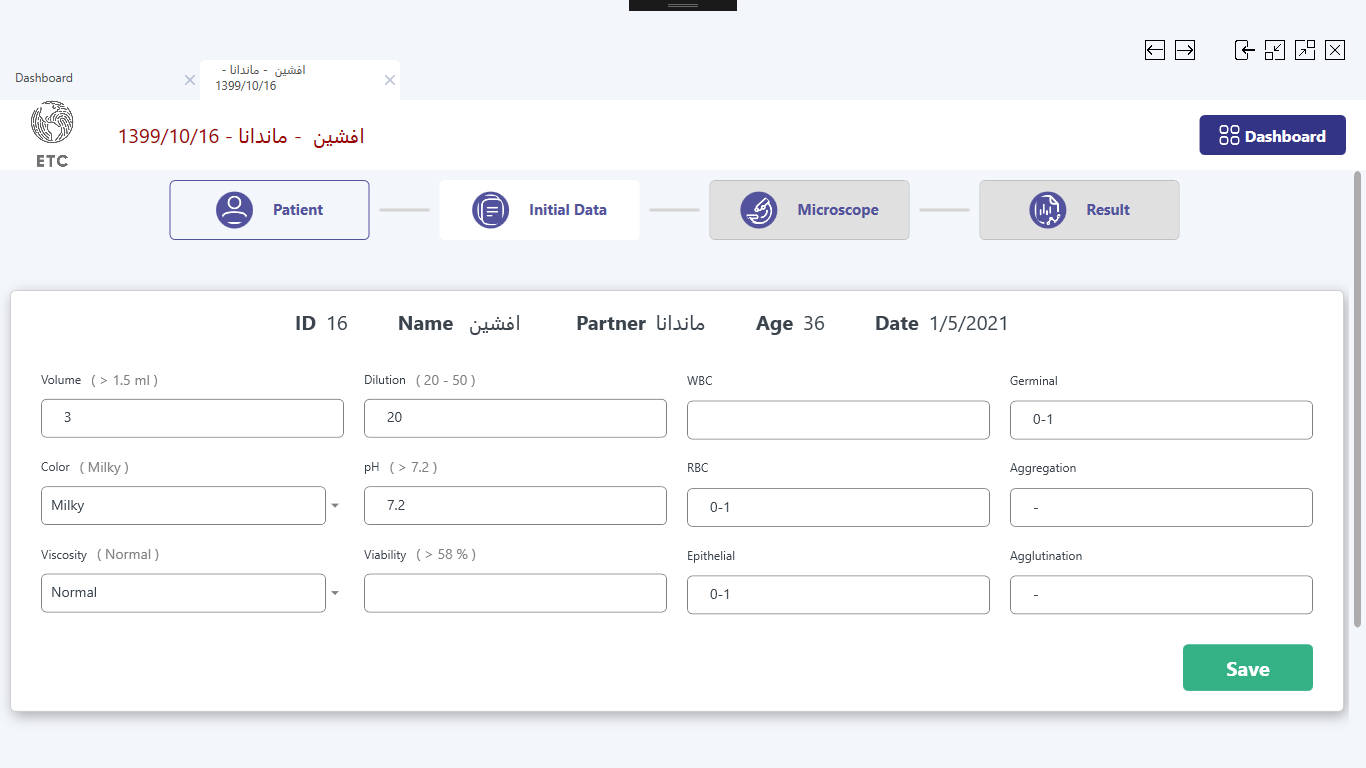 Dashboard
افشین - ماندانا -
1399/10/16
ETC
افشین - ماندانا - 1399/10/16
Dashboard
Patient
Initial Data
Microscope
Result
ID 16 Name افشین Partner ماندانا Age 36 Date 1/5/2021
Volume ( > 1.5 ml ) Dilution ( 20 - 50 ) WBC Germinal
3 20 0-1
Color ( Milky ) pH ( > 7.2 ) RBC Aggregation
Milky 7.2 0-1 -
Viscosity ( Normal ) Viability ( > 58 % ) Epithelial Agglutination
Normal 0-1 -
Save